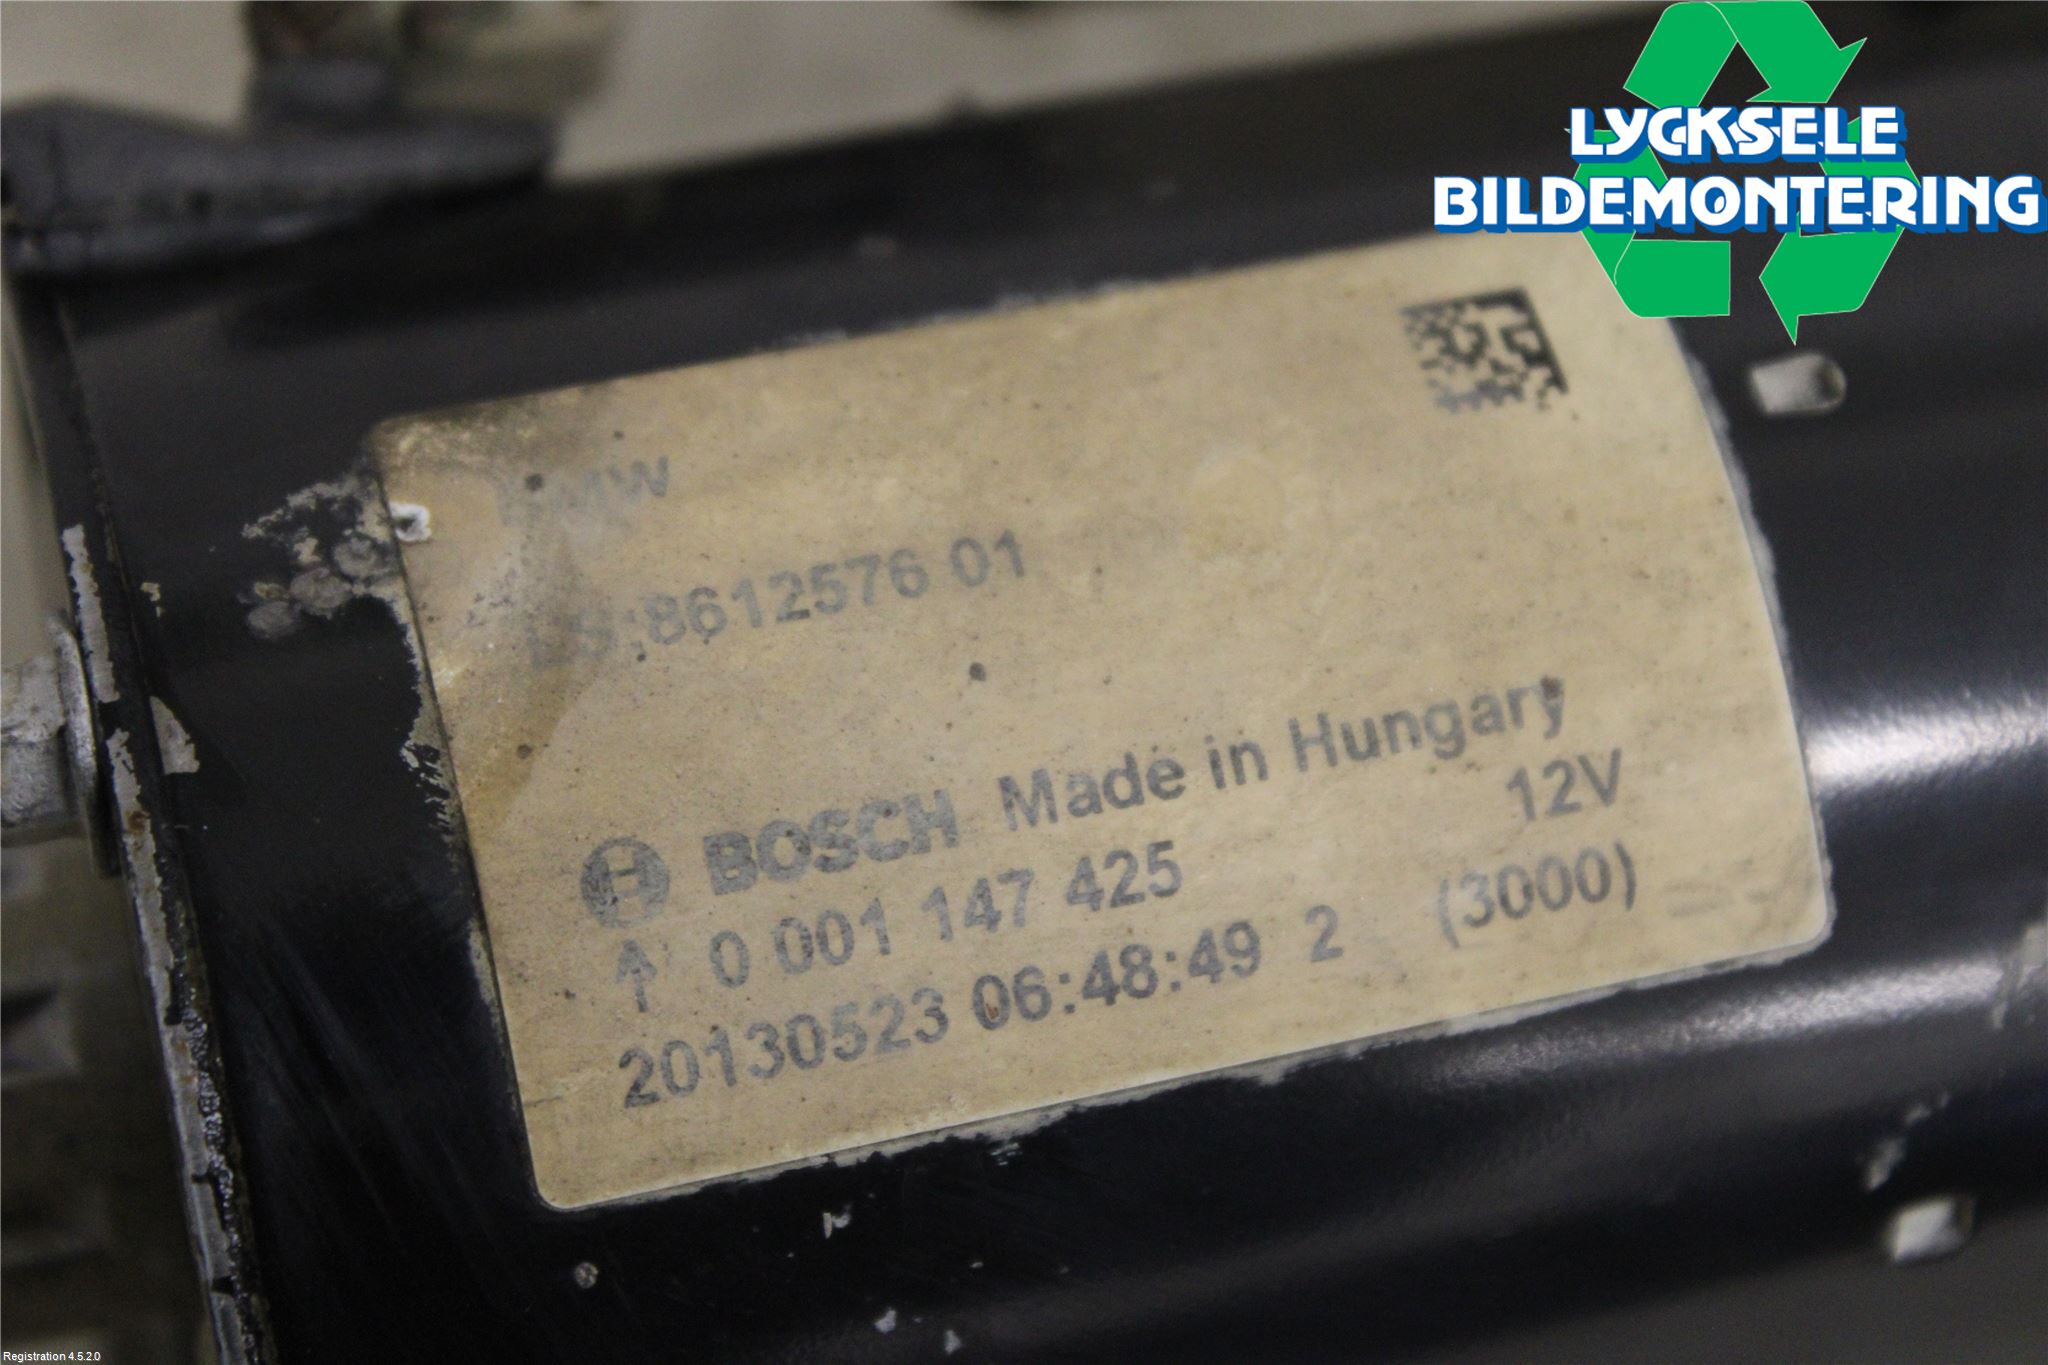 LYCKSELE
BILDEMONTERING
BMW
:8612576 01
BOSCH Made in Hungary
0 001 147 425 12V
20130523 06:48:49 2 (3000)
Registration 4.5.2.0